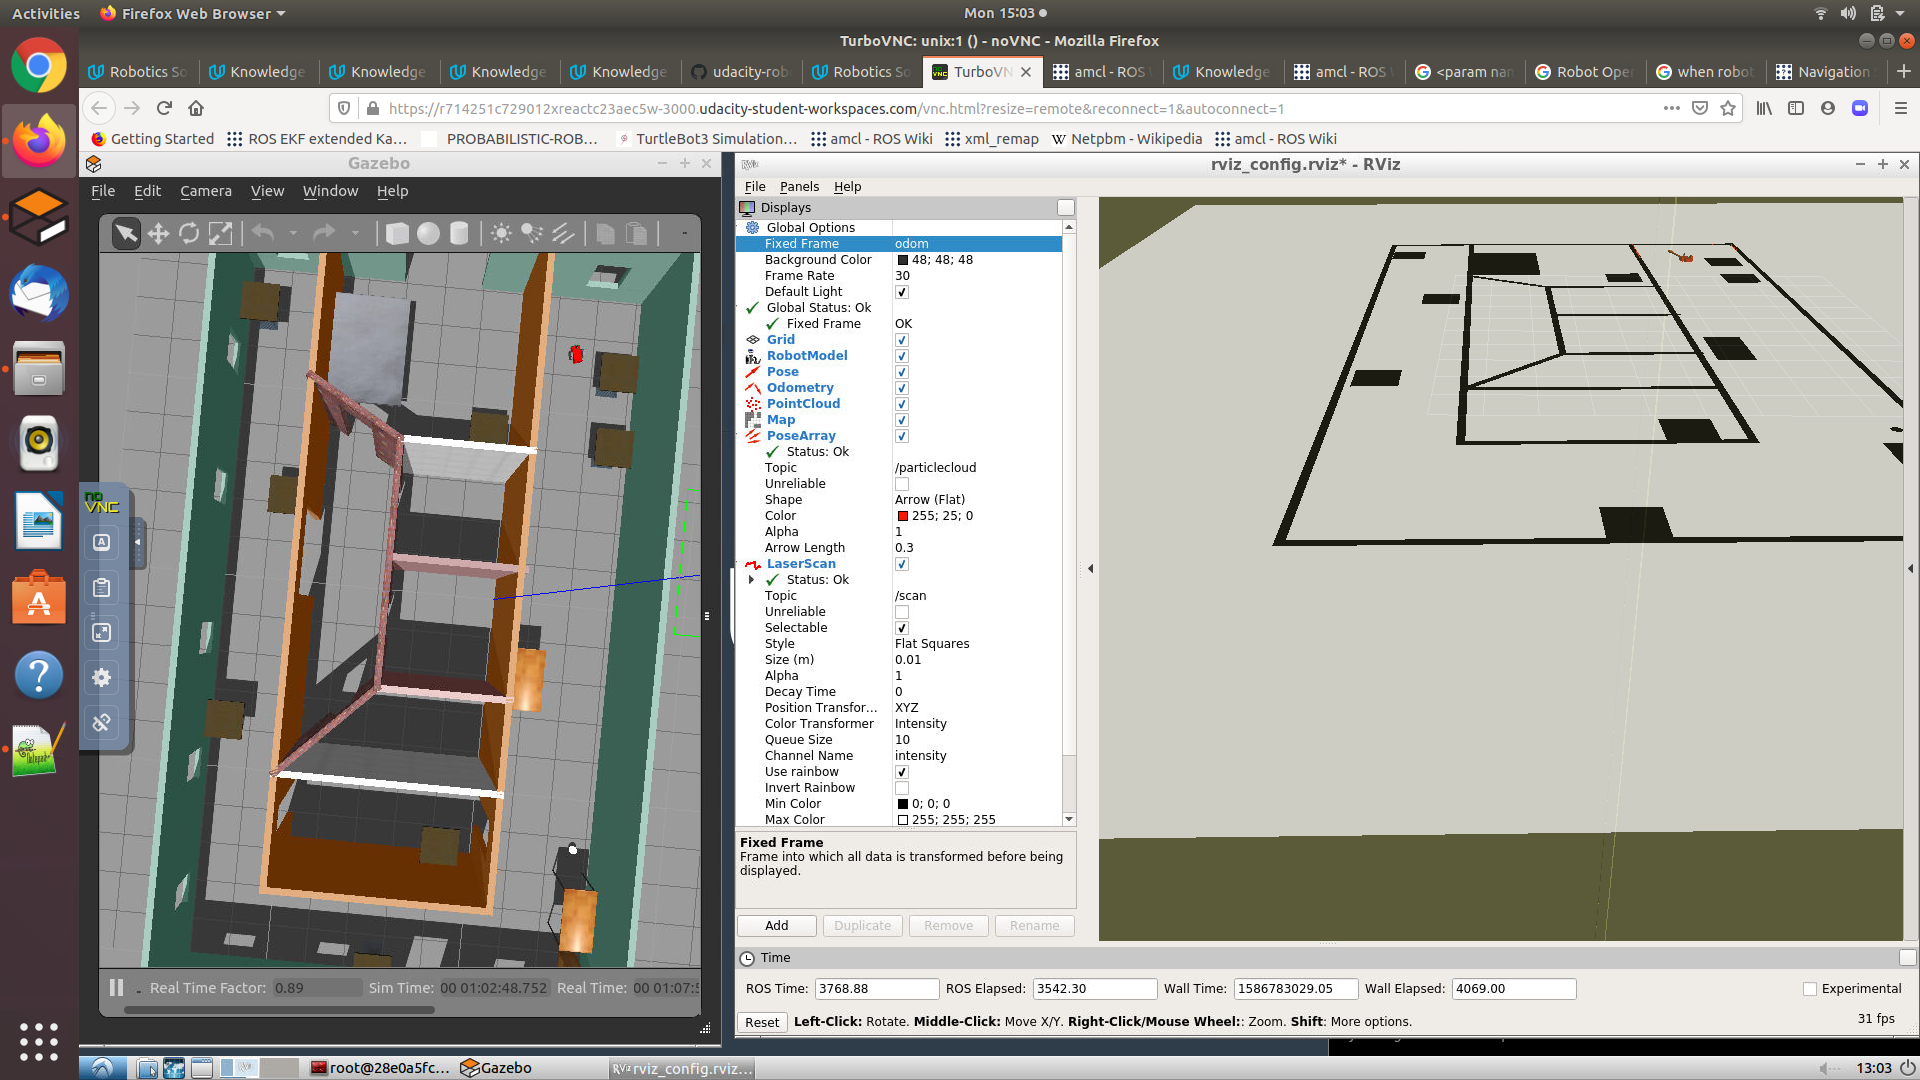 Activities
Firefox Web Browser
Mon 15:03
TurboVNC: unix:1 () - noVNC - Mozilla Firefox
Robotics So
Knowledge
Knowledge
Knowledge
Knowledge
udacity-rob
Robotics So
TurboVN
amcl - ROS
Knowledge
amcl - ROS
<param nam
Robot Oper
when robot
Navigation
https://r714251c729012xreactc23aec5w-3000.udacity-student-workspaces.com/vnc.html?resize=remote&reconnect=1&autoconnect=1
Getting Started
ROS EKF extended Ka...
PROBABILISTIC-ROB...
TurtleBot3 Simulation...
amcl - ROS Wiki
xml_remap
Netpbm - Wikipedia
amcl - ROS Wiki
Gazebo
File Edit Camera View Window Help
no
VNC
Real Time Factor: 0.89 Sim Time: 00 01:02:48.752 Real Time: 00 01:07:5
rviz_config.rviz* - RViz
File Panels Help
Displays
Global Options
Fixed Frame odom
Background Color 48; 48; 48
Frame Rate 30
Default Light
Global Status: Ok
Fixed Frame OK
Grid
RobotModel
Pose
Odometry
PointCloud
Map
PoseArray
Status: Ok
Topic /particlecloud
Unreliable
Shape Arrow (Flat)
Color 255; 25; 0
Alpha 1
Arrow Length 0.3
LaserScan
Status: Ok
Topic /scan
Unreliable
Selectable
Style Flat Squares
Size (m) 0.01
Alpha 1
Decay Time 0
Position Transfor... XYZ
Color Transformer Intensity
Queue Size 10
Channel Name intensity
Use rainbow
Invert Rainbow
Min Color 0; 0; 0
Max Color 255; 255; 255
Fixed Frame
Frame into which all data is transformed before being
displayed.
Add Duplicate Remove Rename
Time
ROS Time: 3768.88 ROS Elapsed: 3542.30 Wall Time: 1586783029.05 Wall Elapsed: 4069.00 Experimental
Reset Left-Click: Rotate. Middle-Click: Move X/Y. Right-Click/Mouse Wheel:: Zoom. Shift: More options.
31 fps
root@28e0a5fc...
Gazebo
rviz_config.rviz...
13:03